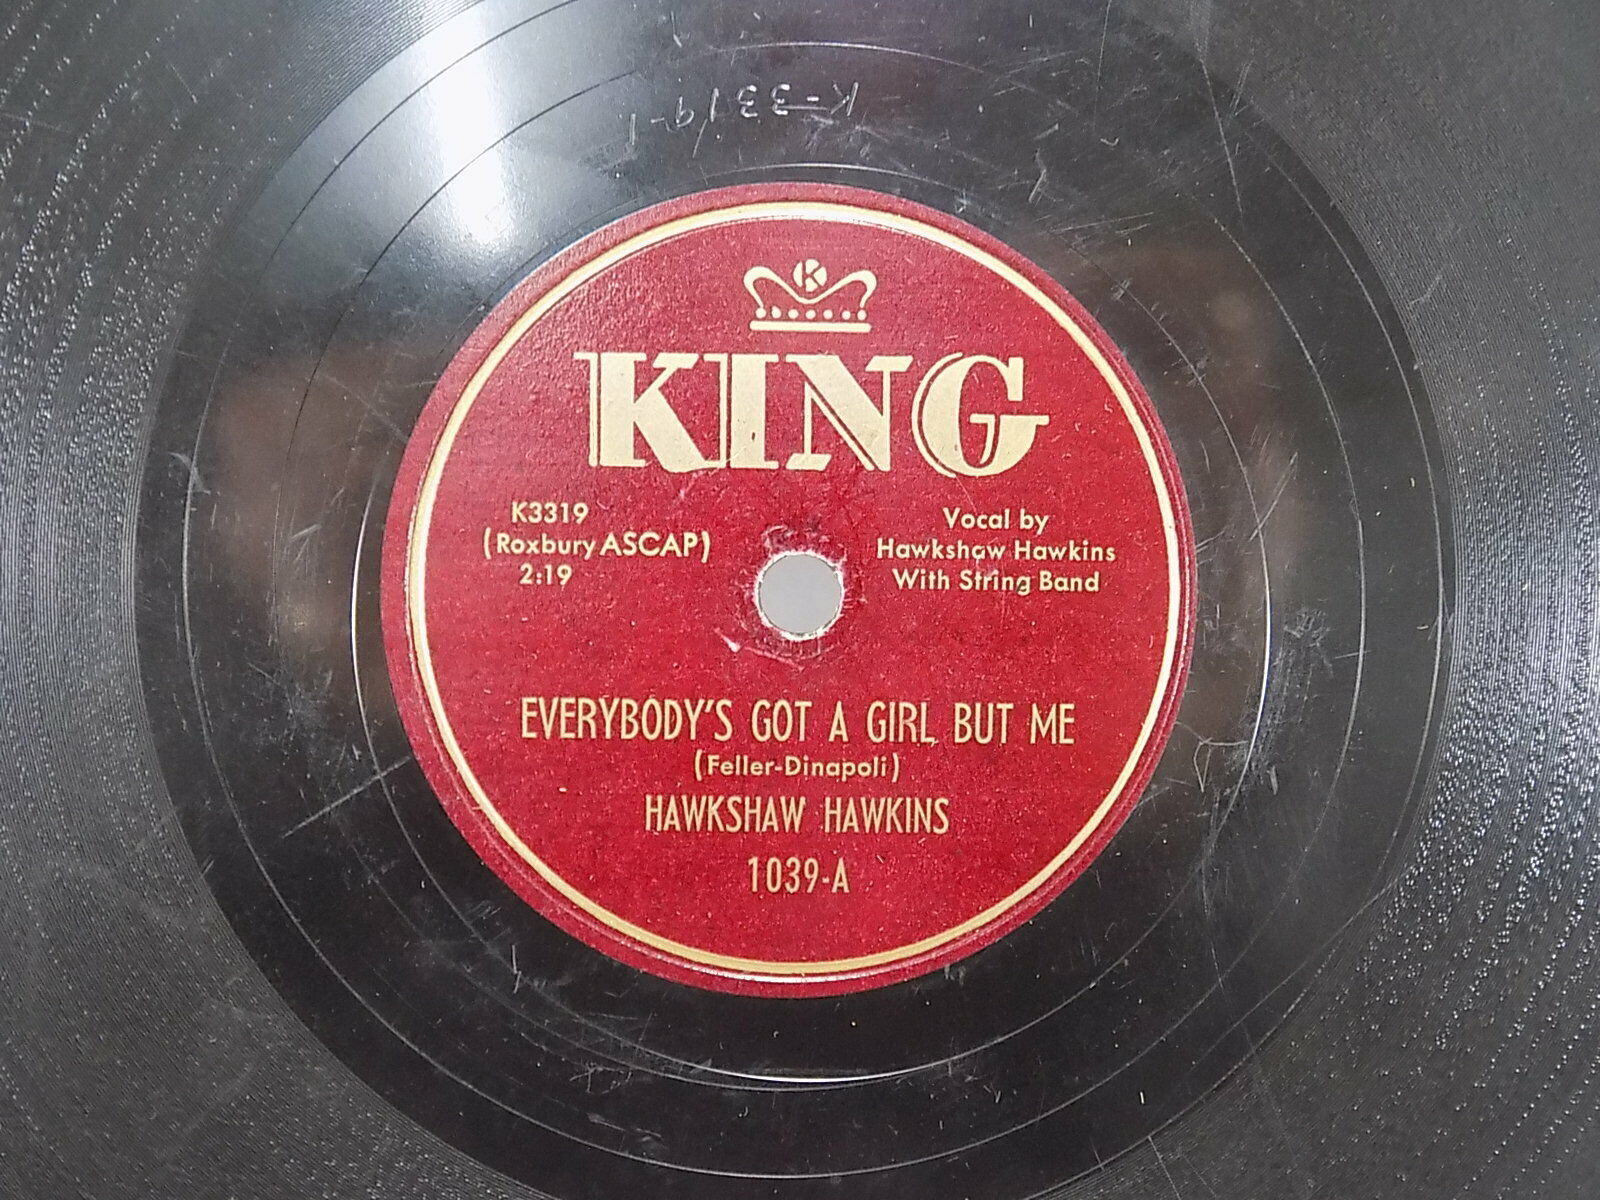 K-3319-1
K
KING
K3319
(Roxbury ASCAP)
2:19
Vocal by
Hawkshaw Hawkins
With String Band
EVERYBODY'S GOT A GIRL BUT ME
(Feller-Dinapoli)
HAWKSHAW HAWKINS
1039-A